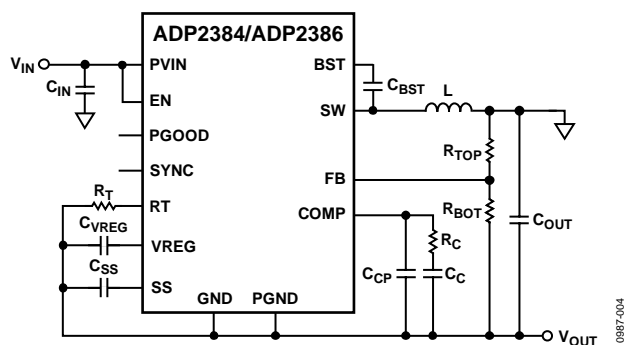 ADP2384/ADP2386
VIN
PVIN
BST
CIN
CBST
L
EN
SW
PGOOD
RTOP
SYNC
FB
RT
RT
RBOT
COUT
CVREG
COMP
VREG
RC
CSS
CCP
CC
SS
GND
PGND
VOUT
0987-004